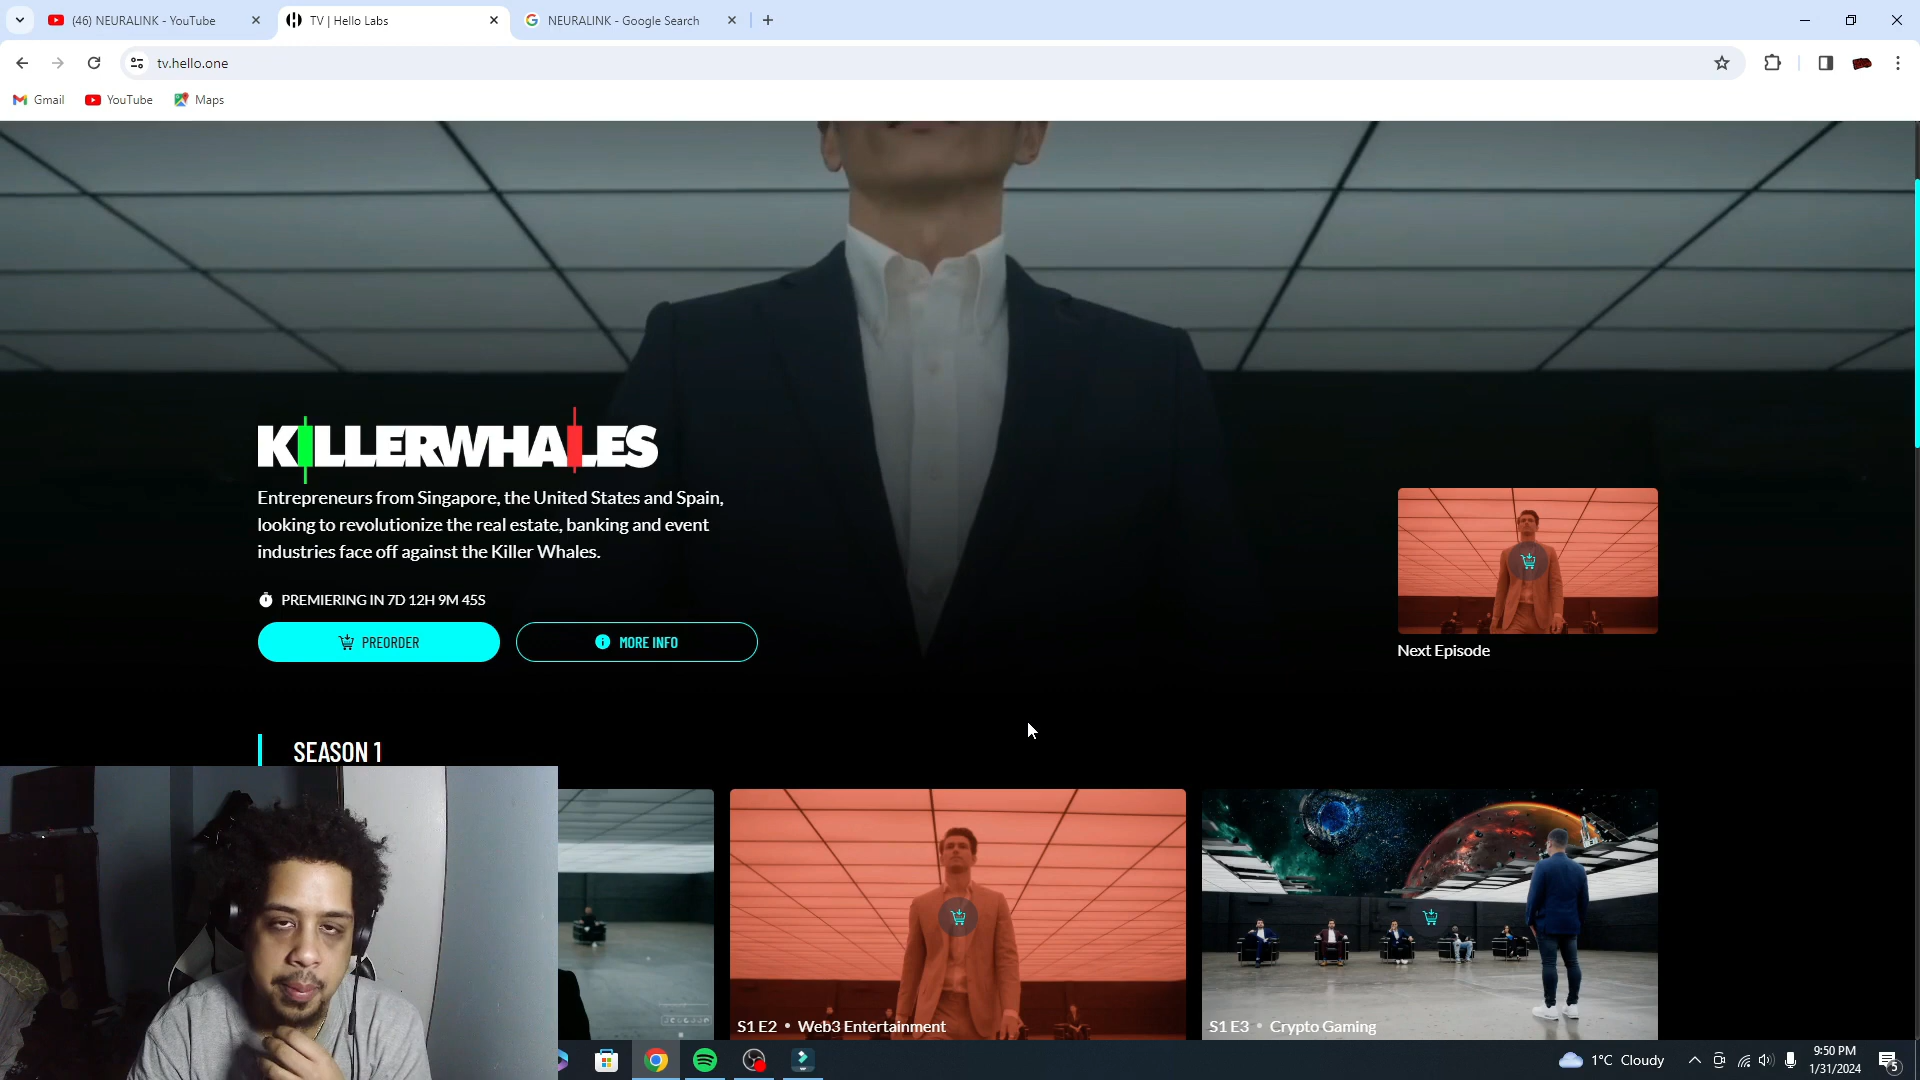 (46) NEURALINK - YouTube
TV | Hello Labs
NEURALINK - Google Search
tv.hello.one
Gmail
YouTube
Maps
KILLERWHALES
Entrepreneurs from Singapore, the United States and Spain,
looking to revolutionize the real estate, banking and event
industries face off against the Killer Whales.
PREMIERING IN 7D 12H 9M 45S
PREORDER
MORE INFO
Next Episode
SEASON 1
S1 E2 • Web3 Entertainment
S1 E3 • Crypto Gaming
1°C Cloudy
9:50 PM
1/31/2024
5